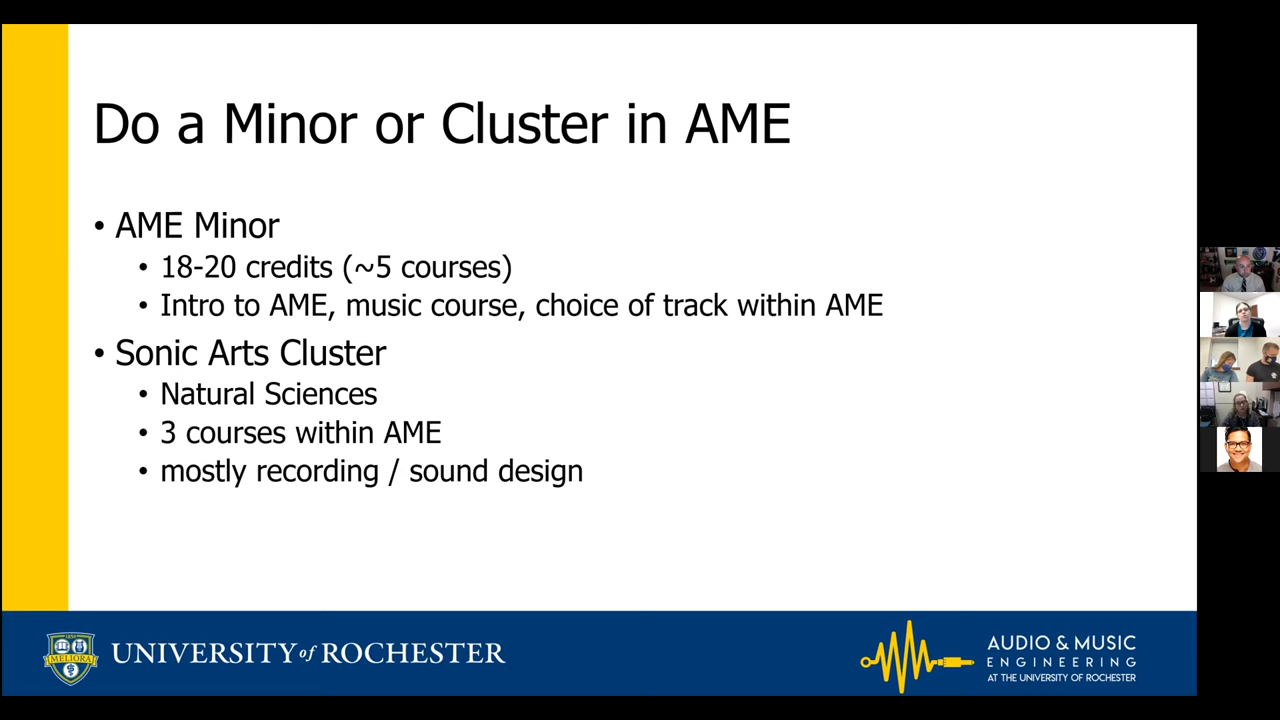 Do a Minor or Cluster in AME
• AME Minor
• 18-20 credits (~5 courses)
• Intro to AME, music course, choice of track within AME
• Sonic Arts Cluster
• Natural Sciences
• 3 courses within AME
• mostly recording / sound design
MELIORA
UNIVERSITY of ROCHESTER
AUDIO & MUSIC
ENGINEERING
AT THE UNIVERSITY OF ROCHESTER